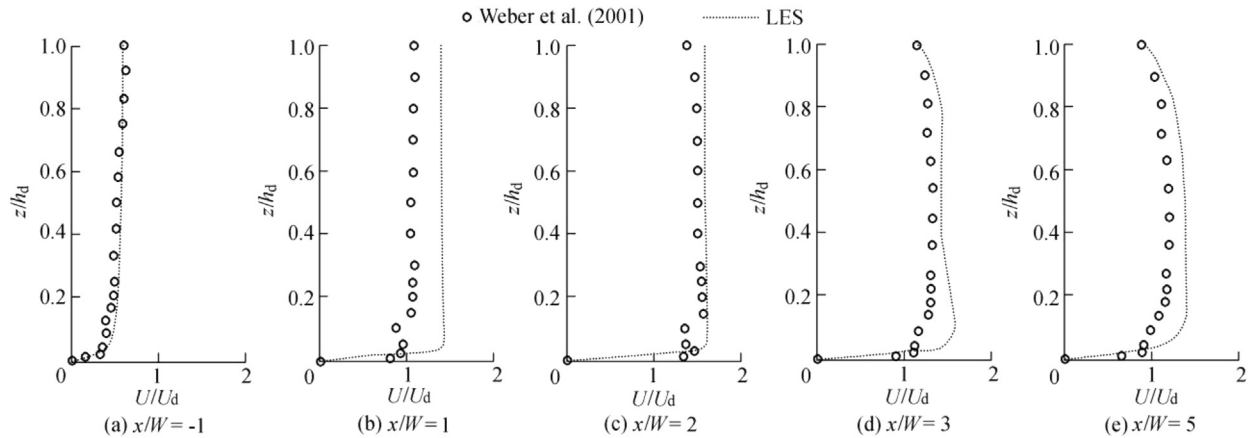 Weber et al. (2001) LES
1.0 1.0 1.0 1.0 1.0
0.8 0.8 0.8 0.8 0.8
0.6 0.6 0.6 0.6 0.6
z/hd z/hd z/hd z/hd z/hd
0.4 0.4 0.4 0.4 0.4
0.2 0.2 0.2 0.2 0.2
0 1 2 0 1 2 0 1 2 0 1 2 0 1 2
U/Ud U/Ud U/Ud U/Ud U/Ud
(a) x/W = -1 (b) x/W = 1 (c) x/W = 2 (d) x/W = 3 (e) x/W = 5